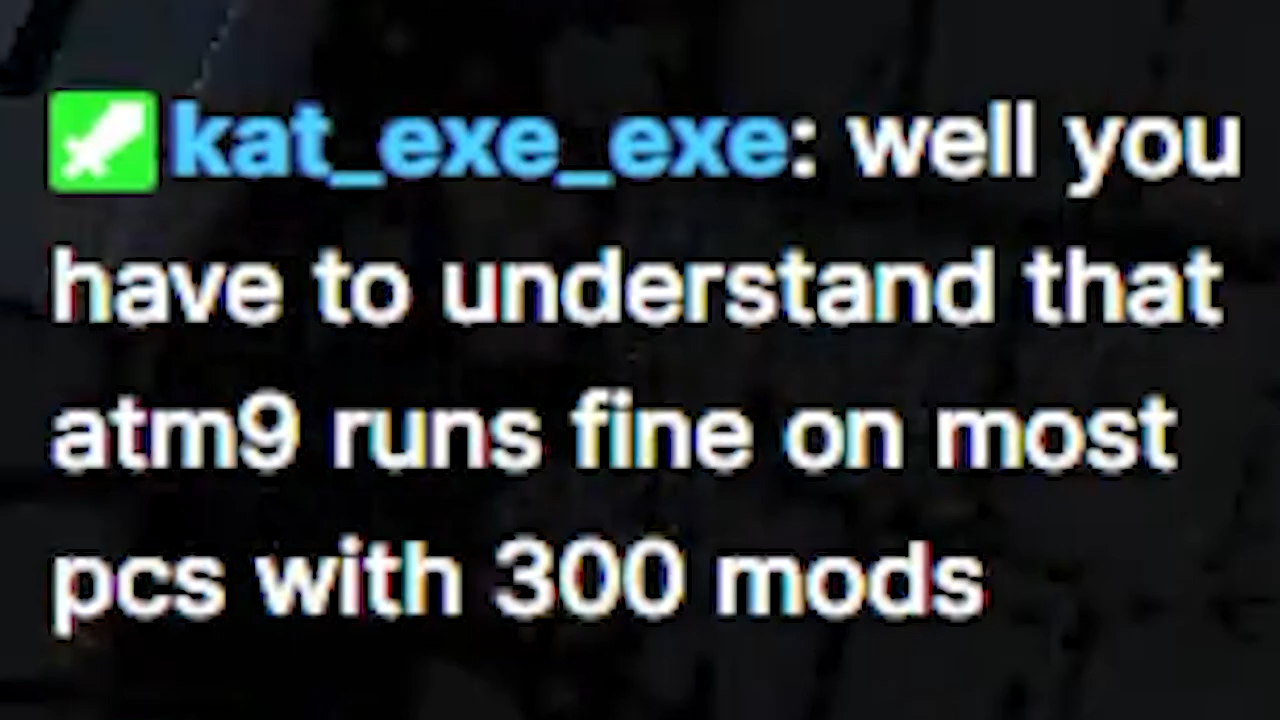 kat_exe_exe: well you
have to understand that
atm9 runs fine on most
pcs with 300 mods